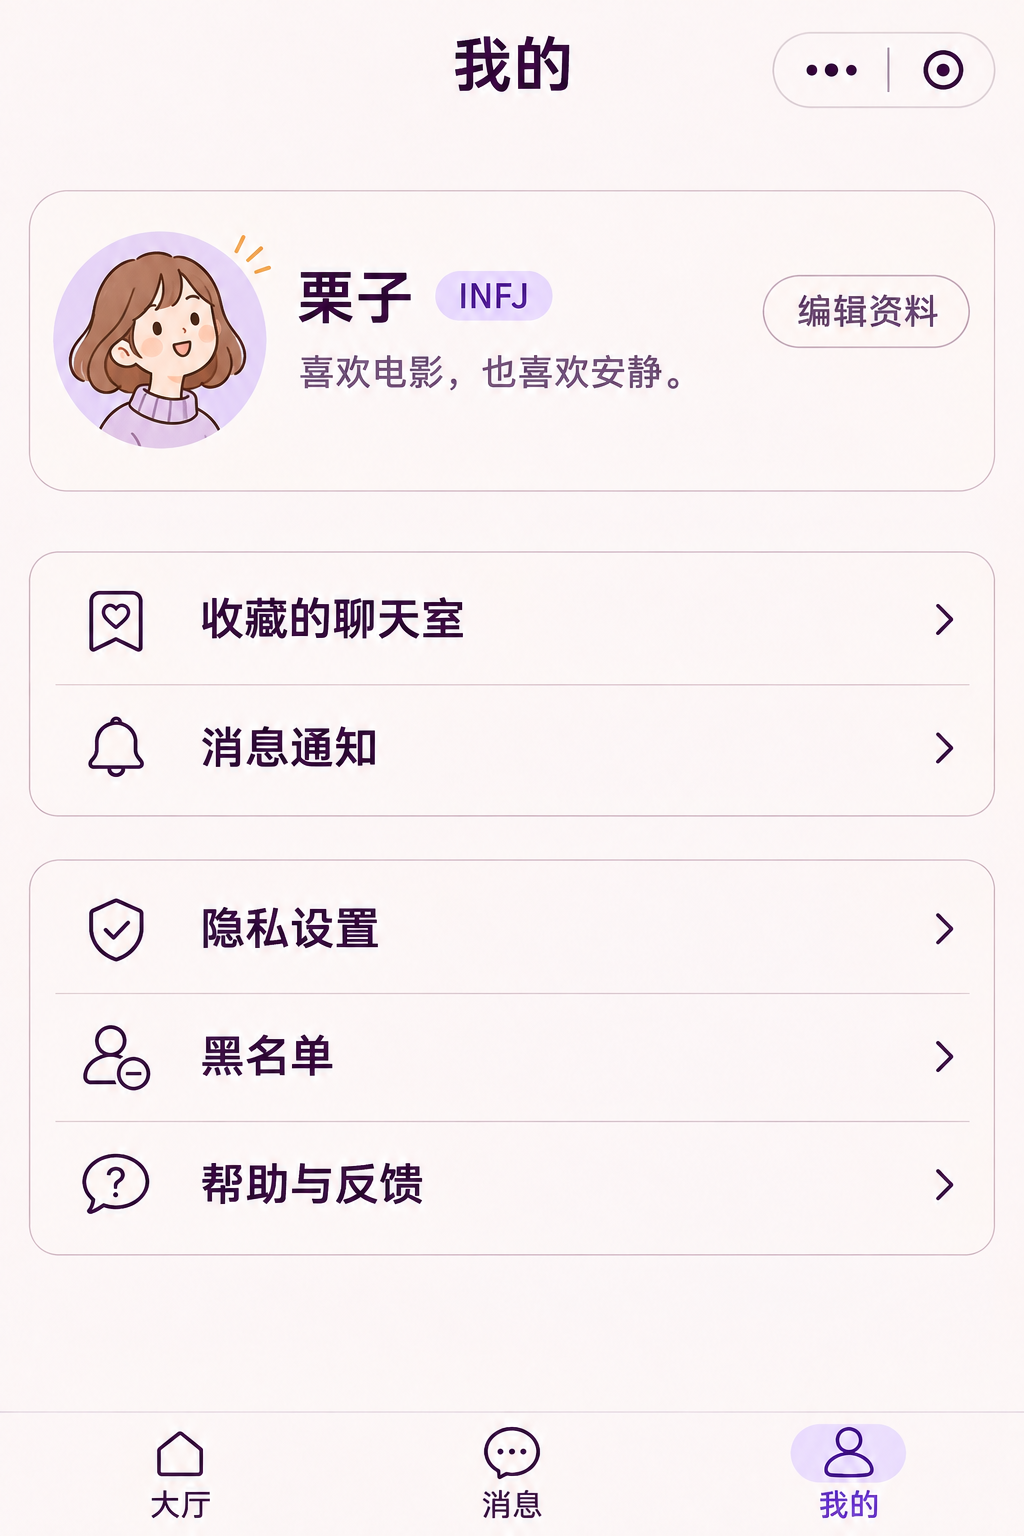 我的
栗子 INFJ
编辑资料
喜欢电影，也喜欢安静。
收藏的聊天室
消息通知
隐私设置
黑名单
帮助与反馈
大厅 消息 我的